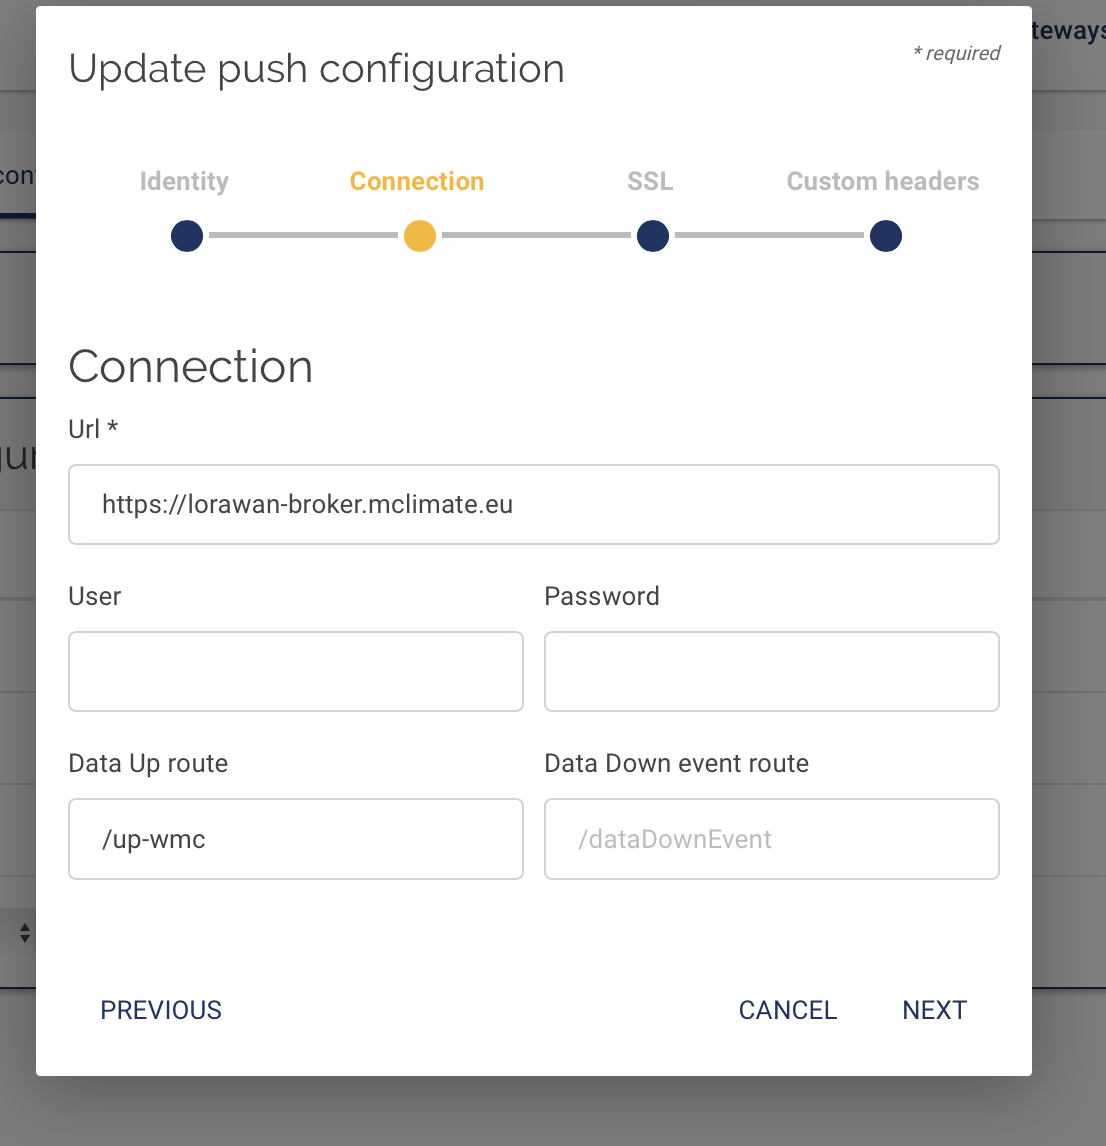 teways
Update push configuration
* required
con
Identity
Connection
SSL
Custom headers
Connection
Url *
gur
https://lorawan-broker.mclimate.eu
User
Password
Data Up route
Data Down event route
/up-wmc
/dataDownEvent
PREVIOUS
CANCEL
NEXT